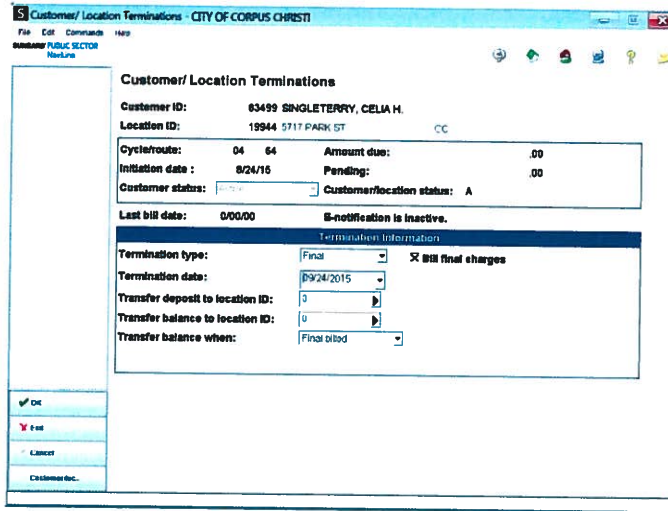 S Customer/ Location Terminations - CITY OF CORPUS CHRISTI
File Edit Commands Help
SUNGARD PUBLIC SECTOR
NaviLine
Customer/ Location Terminations
Customer ID: 63499 SINGLETERRY, CELIA H.
Location ID: 19944 5717 PARK ST CC
Cycle/route: 04 64 Amount due: .00
Initiation date : 8/24/15 Pending: .00
Customer status: Customer/location status: A
Last bill date: 0/00/00 E-notification is inactive.
Termination Information
Termination type: Final X Bill final charges
Termination date: 09/24/2015
Transfer deposit to location ID: 0
Transfer balance to location ID: 0
Transfer balance when: Final billed
OK
Exit
Cancel